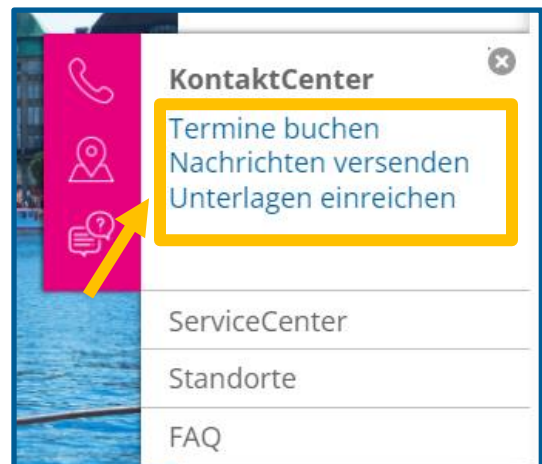 KontaktCenter
Termine buchen
Nachrichten versenden
Unterlagen einreichen
ServiceCenter
Standorte
FAQ